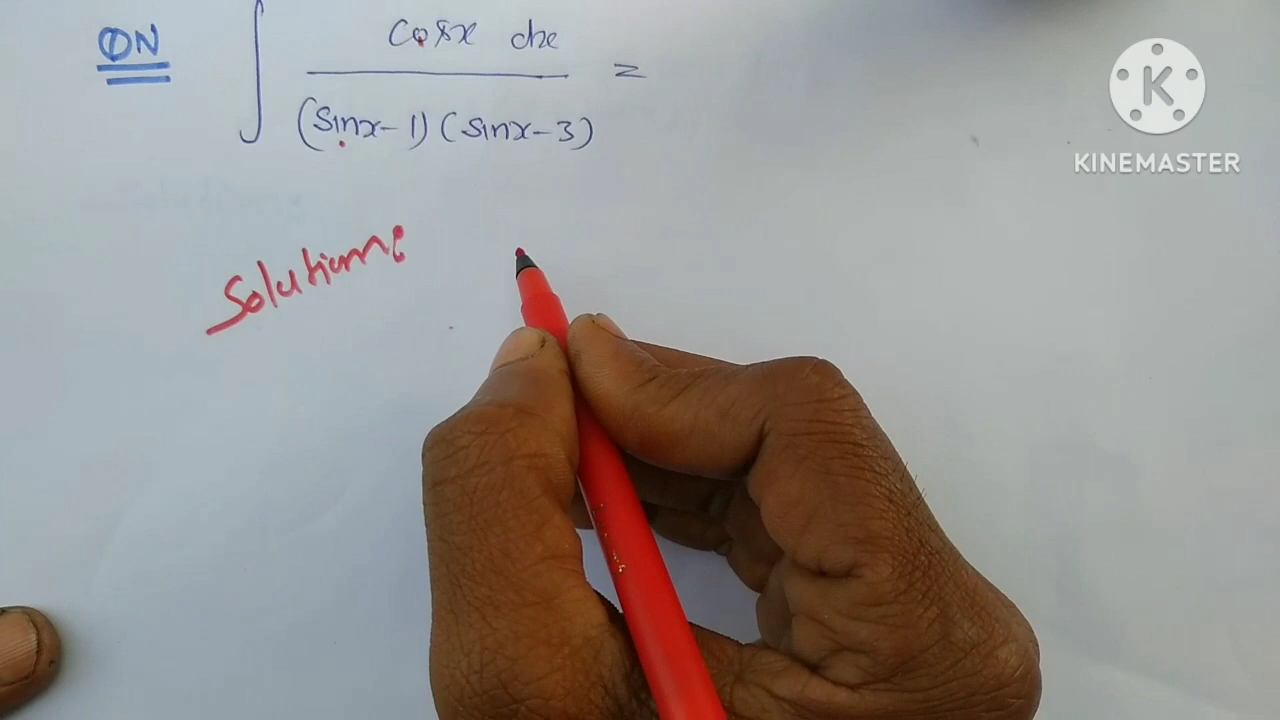 QN ∫ cosx dx / (sinx-1)(sinx-3) =
Solution:
K
KINEMASTER